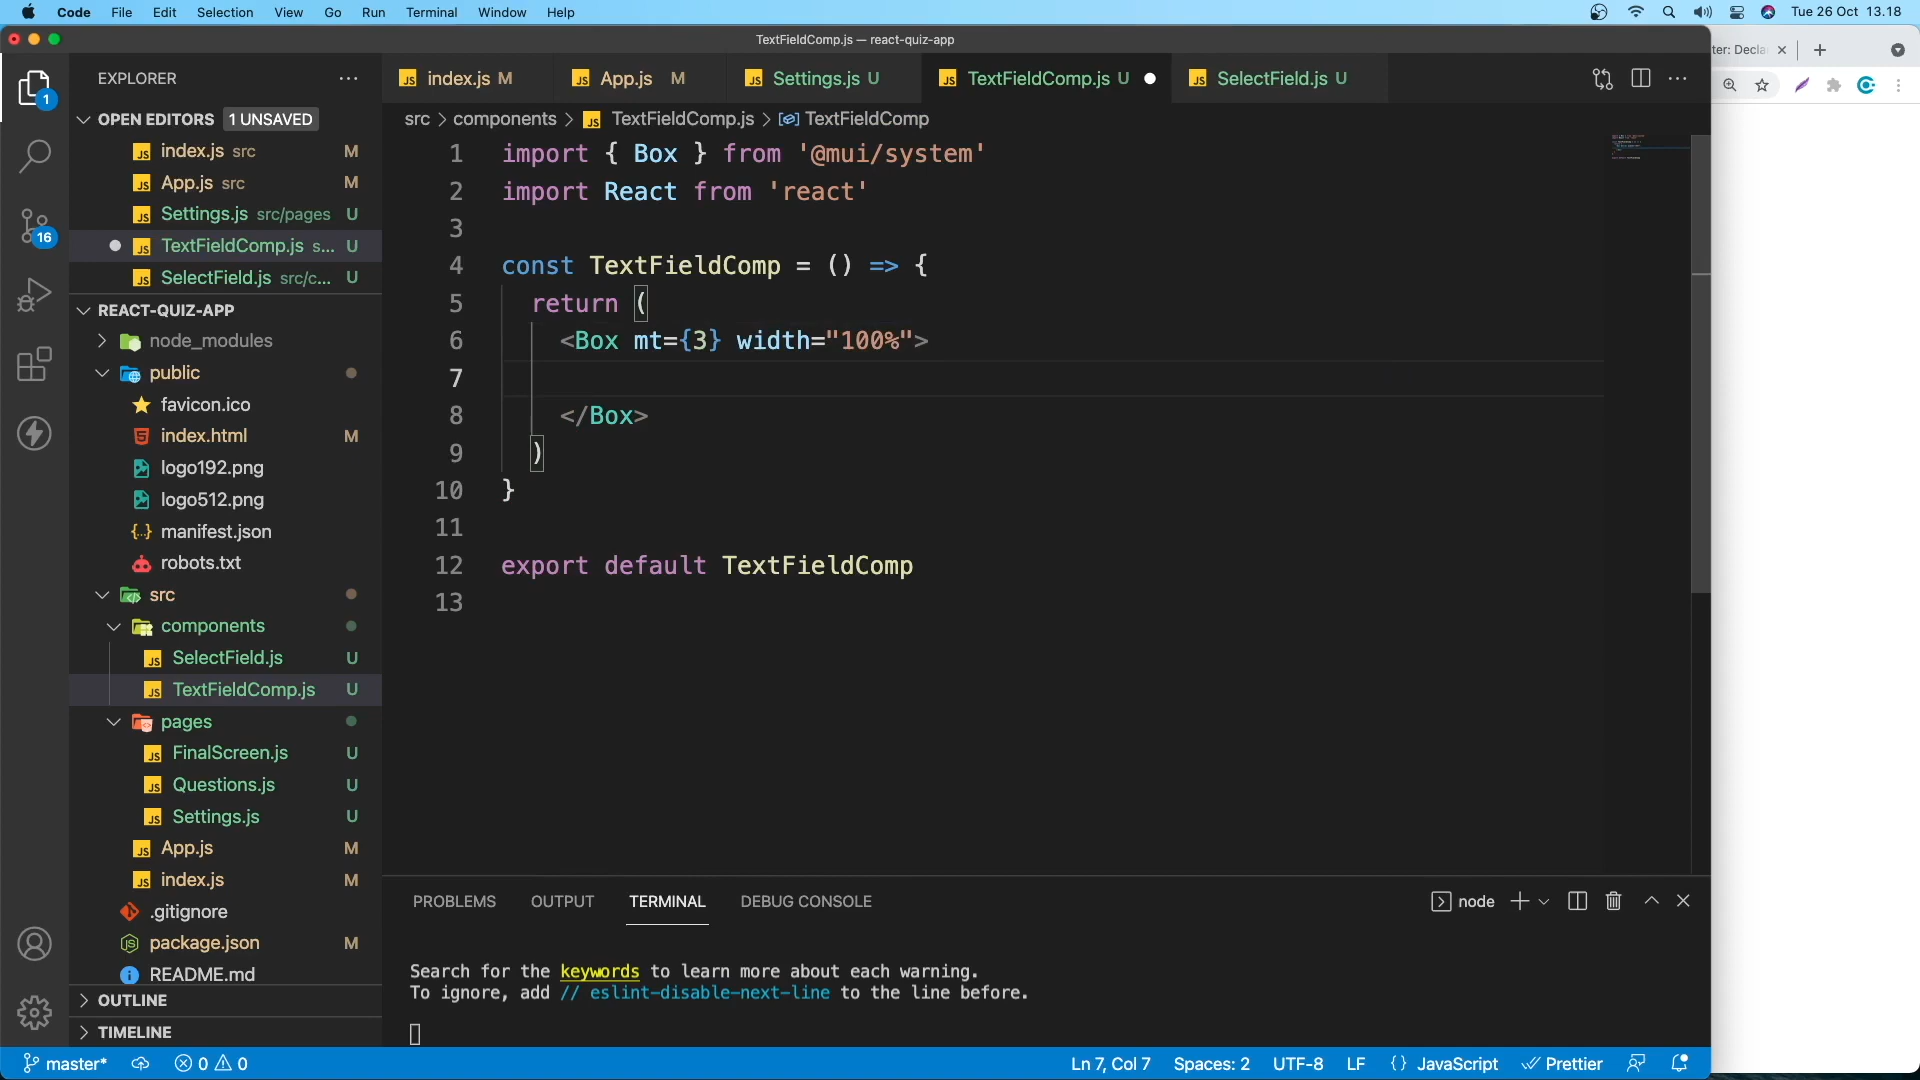 Code File Edit Selection View Go Run Terminal Window Help Tue 26 Oct 13.18
TextFieldComp.js — react-quiz-app
ter: Decla
EXPLORER
index.js M App.js M Settings.js U TextFieldComp.js U SelectField.js U
1
OPEN EDITORS 1 UNSAVED
src > components > TextFieldComp.js > TextFieldComp
index.js src M
App.js src M
Settings.js src/pages U
TextFieldComp.js s... U
SelectField.js src/c... U
16
REACT-QUIZ-APP
node_modules
public
favicon.ico
index.html M
logo192.png
logo512.png
manifest.json
robots.txt
src
components
SelectField.js U
TextFieldComp.js U
pages
FinalScreen.js U
Questions.js U
Settings.js U
App.js M
index.js M
.gitignore
package.json M
README.md
OUTLINE
TIMELINE
1 import { Box } from '@mui/system'
2 import React from 'react'
3
4 const TextFieldComp = () => {
5 return (
6 <Box mt={3} width="100%">
7
8 </Box>
9 )
10 }
11
12 export default TextFieldComp
13
PROBLEMS OUTPUT TERMINAL DEBUG CONSOLE node
Search for the keywords to learn more about each warning.
To ignore, add // eslint-disable-next-line to the line before.
master* 0 0 Ln 7, Col 7 Spaces: 2 UTF-8 LF {} JavaScript Prettier